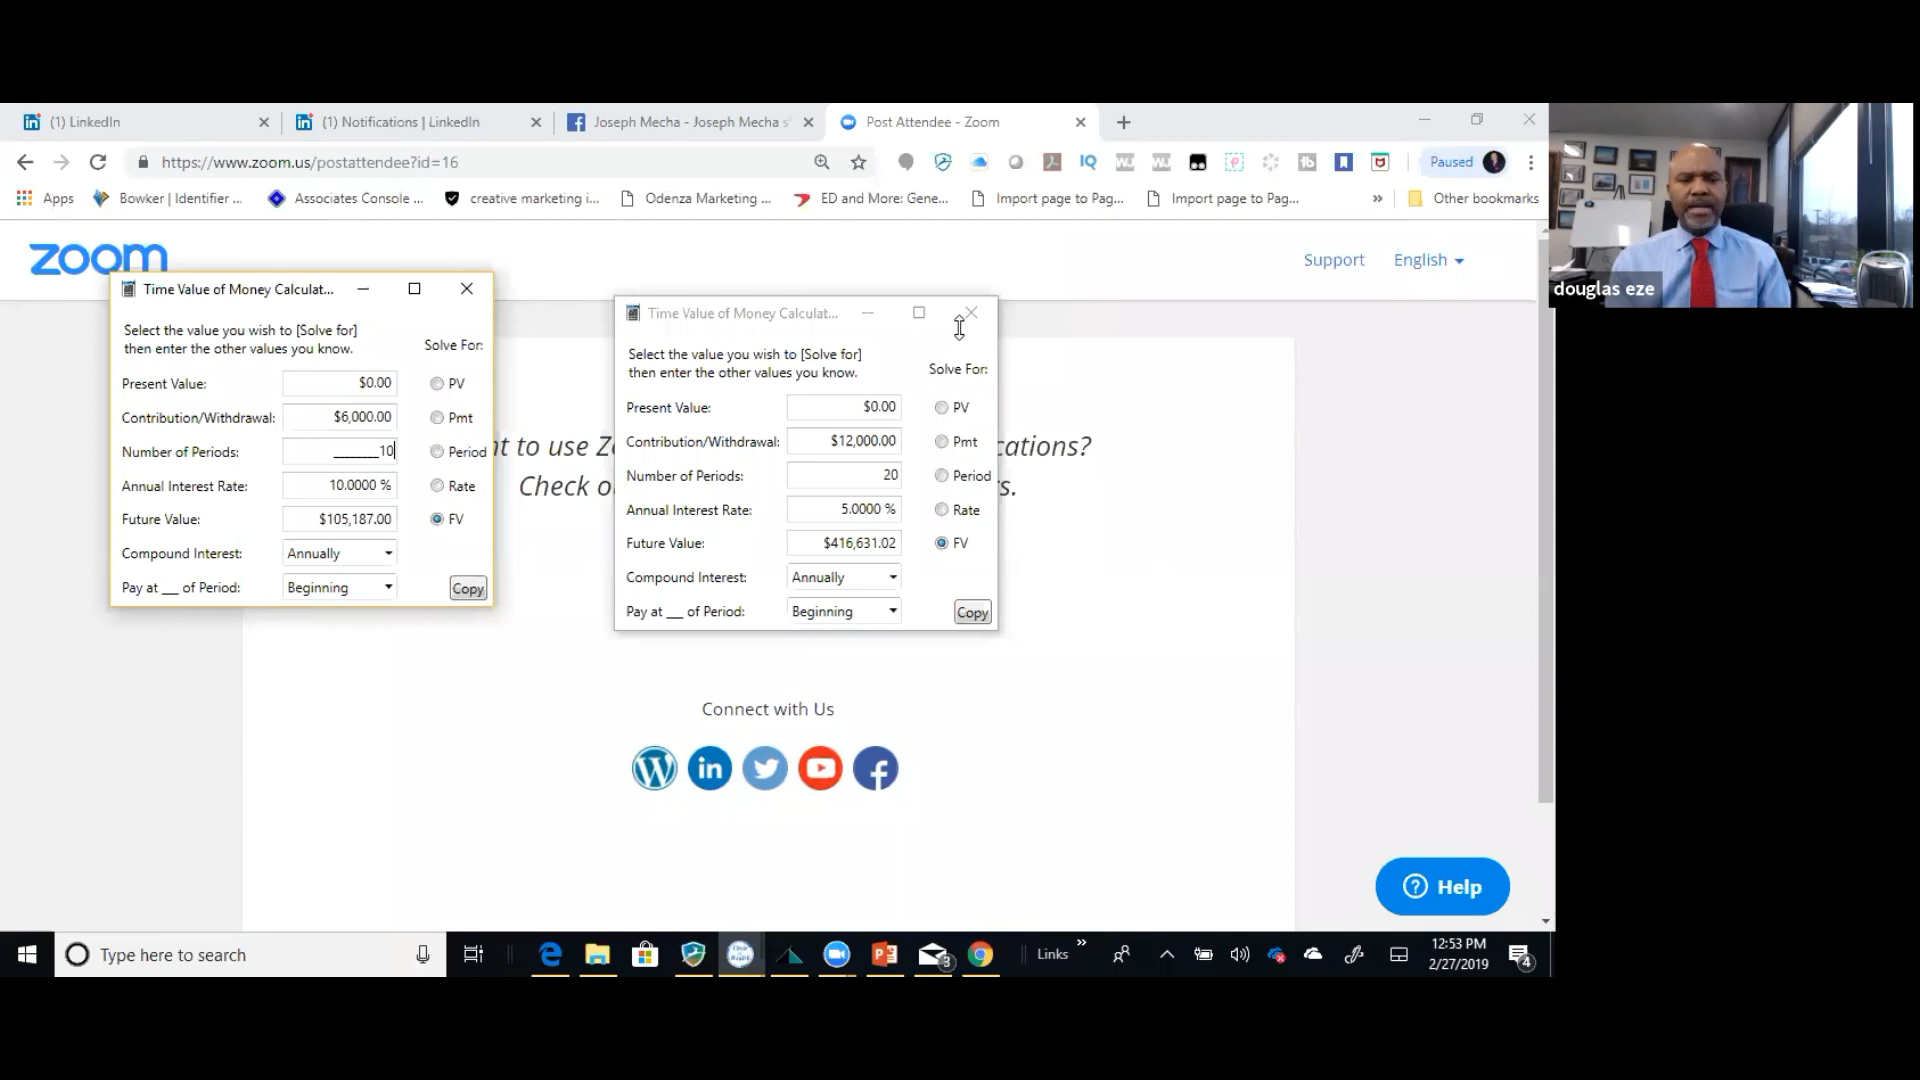 (1) LinkedIn
(1) Notifications | LinkedIn
Joseph Mecha - Joseph Mecha s'
Post Attendee - Zoom
https://www.zoom.us/postattendee?id=16
Paused
Apps
Bowker | Identifier ...
Associates Console ...
creative marketing i...
Odenza Marketing ...
ED and More: Gene...
Import page to Pag...
Import page to Pag...
»
Other bookmarks
zoom
Support
English
douglas eze
Time Value of Money Calculat...
Select the value you wish to [Solve for]
then enter the other values you know.
Solve For:
Present Value: $0.00 PV
Contribution/Withdrawal: $6,000.00 Pmt
Number of Periods: ________10 Period
Annual Interest Rate: 10.0000 % Rate
Future Value: $105,187.00 FV
Compound Interest: Annually
Pay at __ of Period: Beginning
Copy
Time Value of Money Calculat...
Select the value you wish to [Solve for]
then enter the other values you know.
Solve For:
Present Value: $0.00 PV
Contribution/Withdrawal: $12,000.00 Pmt
Number of Periods: 20 Period
Annual Interest Rate: 5.0000 % Rate
Future Value: $416,631.02 FV
Compound Interest: Annually
Pay at __ of Period: Beginning
Copy
to use
Check
Connect with Us
Help
Type here to search
Links
3
12:53 PM
2/27/2019
4